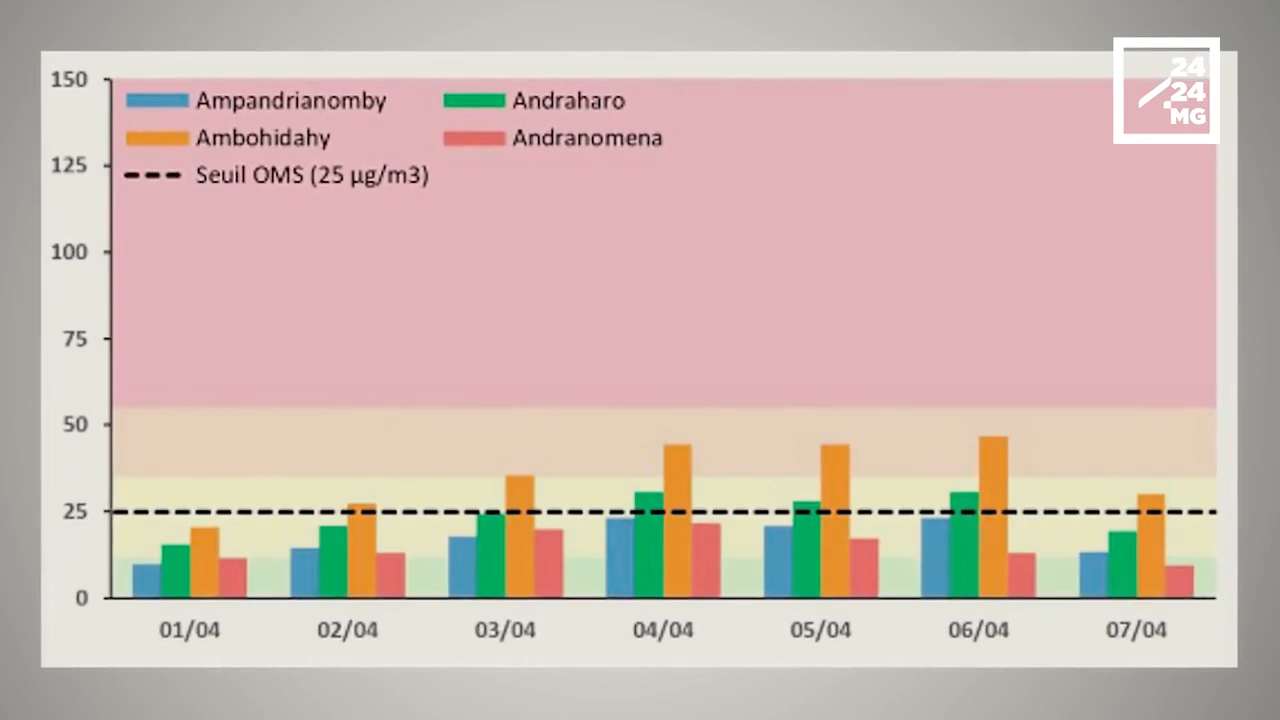 24
24
MG
150
Ampandrianomby
Andraharo
Ambohidahy
Andranomena
125
Seuil OMS (25 µg/m3)
100
75
50
25
0
01/04 02/04 03/04 04/04 05/04 06/04 07/04